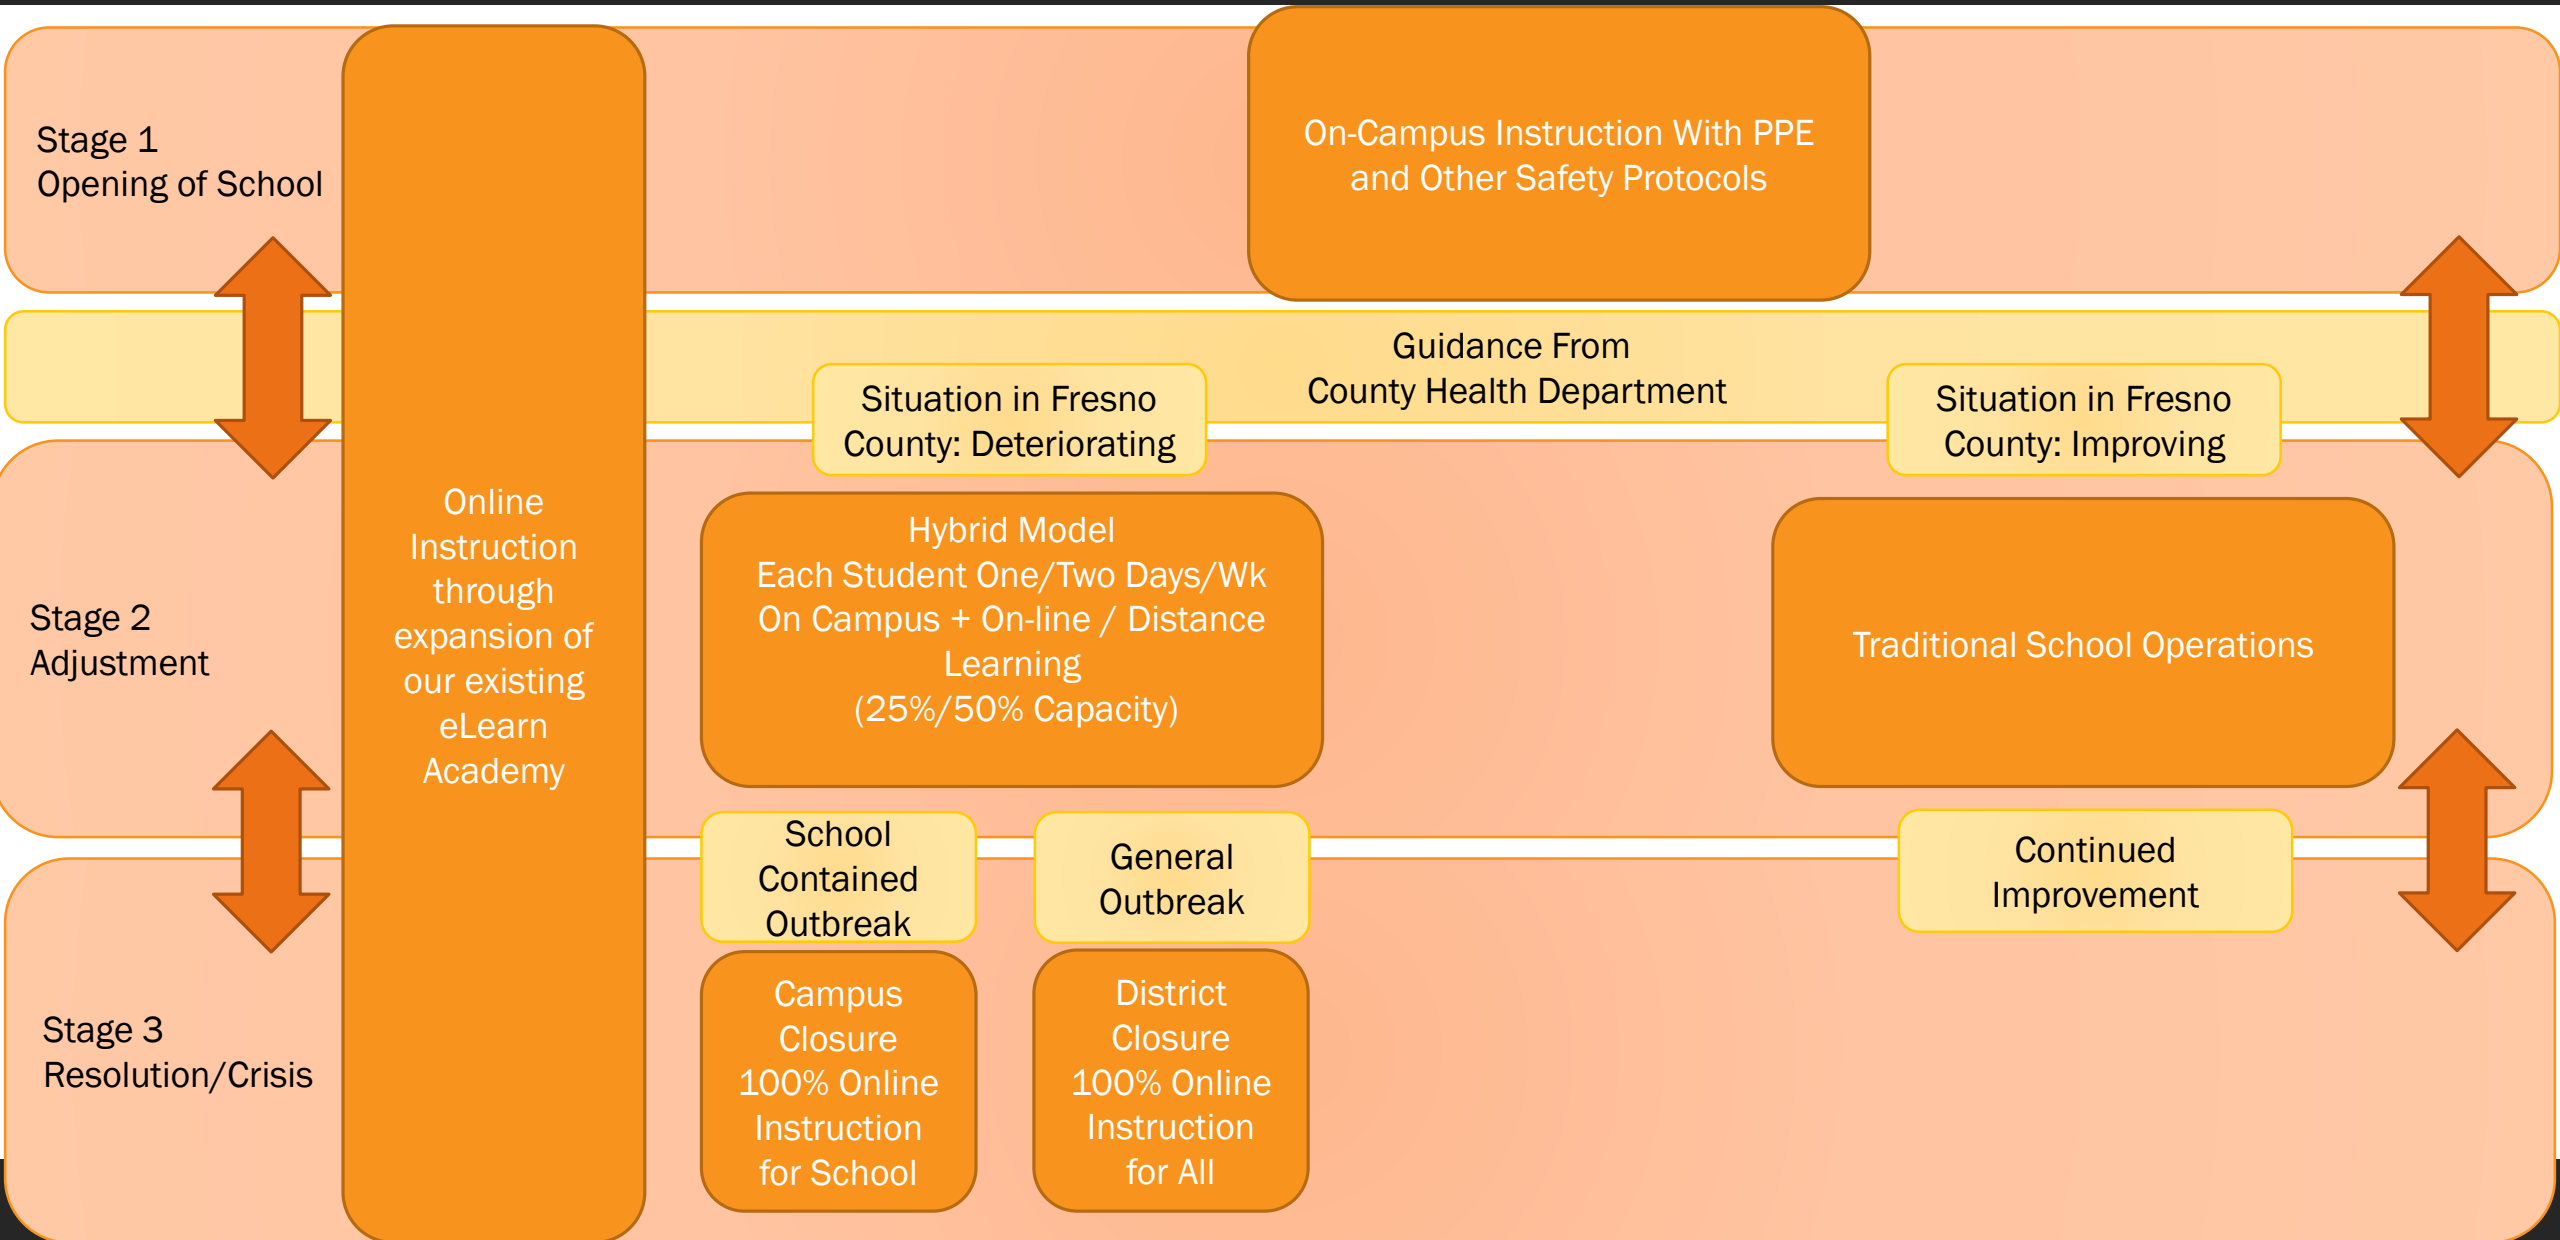 Stage 1
Opening of School
On-Campus Instruction With PPE
and Other Safety Protocols
Guidance From
County Health Department
Situation in Fresno
County: Deteriorating
Situation in Fresno
County: Improving
Online
Instruction
through
expansion of
our existing
eLearn
Academy
Stage 2
Adjustment
Hybrid Model
Each Student One/Two Days/Wk
On Campus + On-line / Distance
Learning
(25%/50% Capacity)
Traditional School Operations
School
Contained
Outbreak
General
Outbreak
Continued
Improvement
Stage 3
Resolution/Crisis
Campus
Closure
100% Online
Instruction
for School
District
Closure
100% Online
Instruction
for All